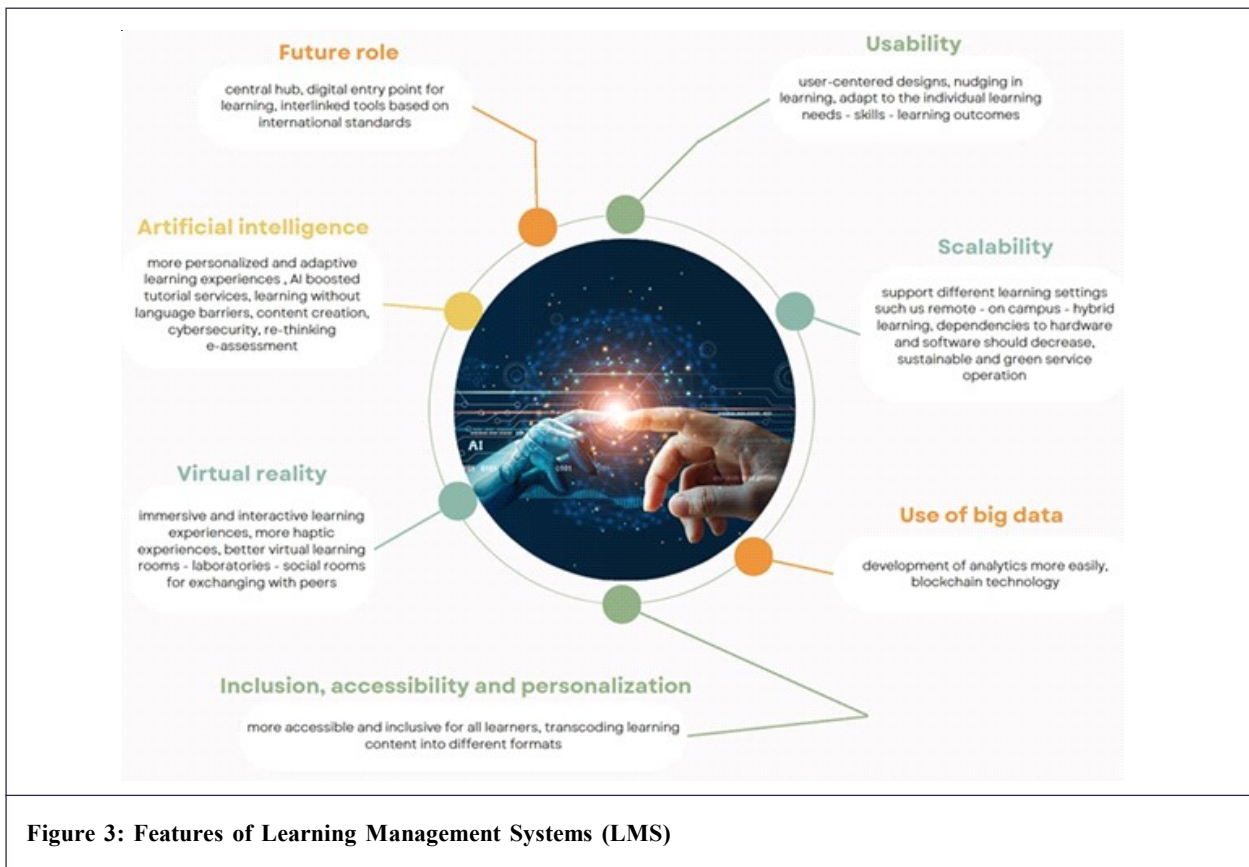 Future role
central hub, digital entry point for
learning, interlinked tools based on
international standards
Usability
user-centered designs, nudging in
learning, adapt to the individual learning
needs - skills - learning outcomes
Artificial intelligence
more personalized and adaptive
learning experiences , AI boosted
tutorial services, learning without
language barriers, content creation,
cybersecurity, re-thinking
e-assessment
Scalability
support different learning settings
such us remote - on campus - hybrid
learning, dependencies to hardware
and software should decrease,
sustainable and green service
operation
AI
Virtual reality
immersive and interactive learning
experiences, more haptic
experiences, better virtual learning
rooms - laboratories - social rooms
for exchanging with peers
Use of big data
development of analytics more easily,
blockchain technology
Inclusion, accessibility and personalization
more accessible and inclusive for all learners, transcoding learning
content into different formats
Figure 3: Features of Learning Management Systems (LMS)